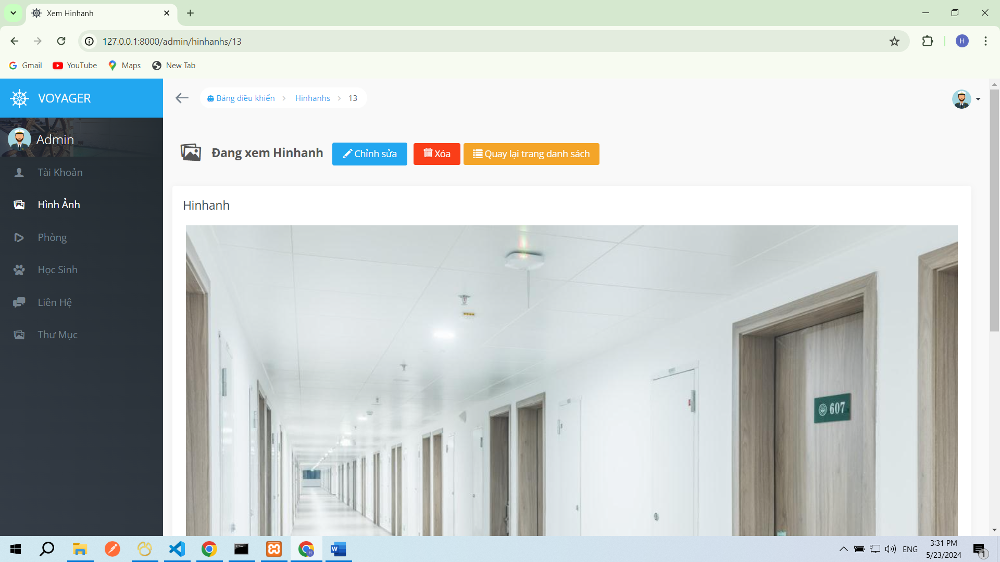 Xem Hinhanh
127.0.0.1:8000/admin/hinhanhs/13
H
Gmail
YouTube
Maps
New Tab
VOYAGER
Bảng điều khiển
Hinhanhs
13
Admin
Đang xem Hinhanh
Chỉnh sửa
Xóa
Quay lại trang danh sách
Tài Khoản
Hình Ảnh
Phòng
Học Sinh
Liên Hệ
Thư Mục
Hinhanh
607
ENG
3:31 PM
5/23/2024
1